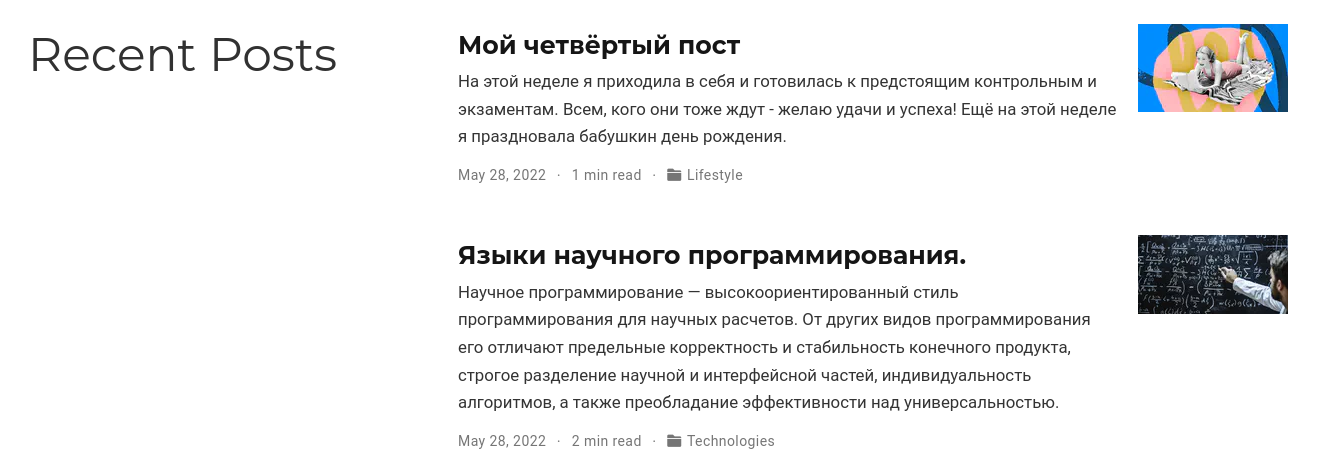 Recent Posts
Мой четвёртый пост
На этой неделе я приходила в себя и готовилась к предстоящим контрольным и
экзаментам. Всем, кого они тоже ждут - желаю удачи и успеха! Ещё на этой неделе
я праздновала бабушкин день рождения.
May 28, 2022 · 1 min read · Lifestyle
Языки научного программирования.
Научное программирование — высокоориентированный стиль
программирования для научных расчетов. От других видов программирования
его отличают предельные корректность и стабильность конечного продукта,
строгое разделение научной и интерфейсной частей, индивидуальность
алгоритмов, а также преобладание эффективности над универсальностью.
May 28, 2022 · 2 min read · Technologies